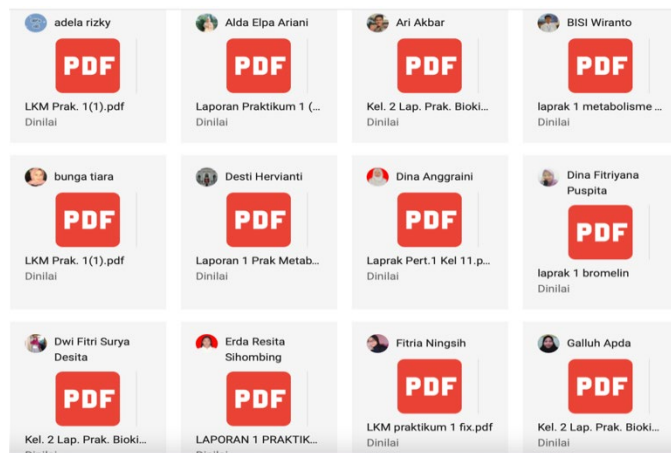 adela rizky
PDF
LKM Prak. 1(1).pdf
Dinilai
Alda Elpa Ariani
PDF
Laporan Praktikum 1 (...
Dinilai
Ari Akbar
PDF
Kel. 2 Lap. Prak. Bioki...
Dinilai
BISI Wiranto
PDF
laprak 1 metabolisme ...
Dinilai
bunga tiara
PDF
LKM Prak. 1(1).pdf
Dinilai
Desti Hervianti
PDF
Laporan 1 Prak Metab...
Dinilai
Dina Anggraini
PDF
Laprak Pert.1 Kel 11.p...
Dinilai
Dina Fitriyana
Puspita
PDF
laprak 1 bromelin
Dinilai
Dwi Fitri Surya
Desita
PDF
Kel. 2 Lap. Prak. Bioki...
Dinilai
Erda Resita
Sihombing
PDF
LAPORAN 1 PRAKTIK...
Dinilai
Fitria Ningsih
PDF
LKM praktikum 1 fix.pdf
Dinilai
Galluh Apda
PDF
Kel. 2 Lap. Prak. Bioki...
Dinilai